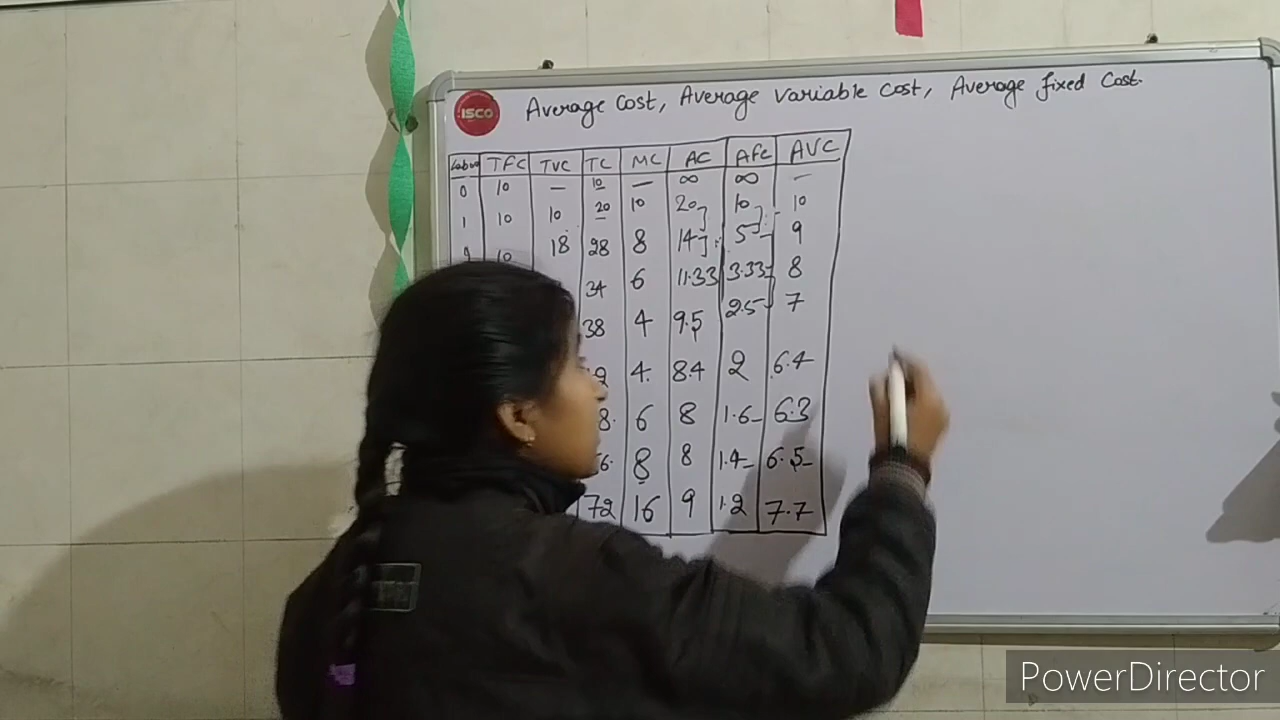 ISCO
Average Cost, Average Variable Cost, Average fixed Cost.
Labour TFC TVC TC MC AC AFC AVC
0 10 — 10 — ∞ ∞ —
1 10 10 20 10 20 10 10
10 18 28 8 14 5 9
34 6 11.33 3.33 8
38 4 9.5 2.5 7
4 8.4 2 6.4
6 8 1.6 6.3
8 8 1.4 6.5
72 16 9 1.2 7.7
PowerDirector